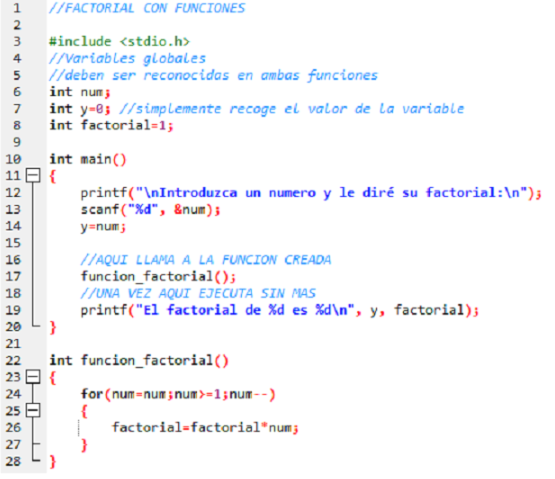 1 //FACTORIAL CON FUNCIONES
2
3 #include <stdio.h>
4 //Variables globales
5 //deben ser reconocidas en ambas funciones
6 int num;
7 int y=0; //simplemente recoge el valor de la variable
8 int factorial=1;
9
10 int main()
11 {
12 printf("\nIntroduzca un numero y le diré su factorial:\n");
13 scanf("%d", &num);
14 y=num;
15
16 //AQUI LLAMA A LA FUNCION CREADA
17 funcion_factorial();
18 //UNA VEZ AQUI EJECUTA SIN MAS
19 printf("El factorial de %d es %d\n", y, factorial);
20 }
21
22 int funcion_factorial()
23 {
24 for(num=num;num>=1;num--)
25 {
26 factorial=factorial*num;
27 }
28 }